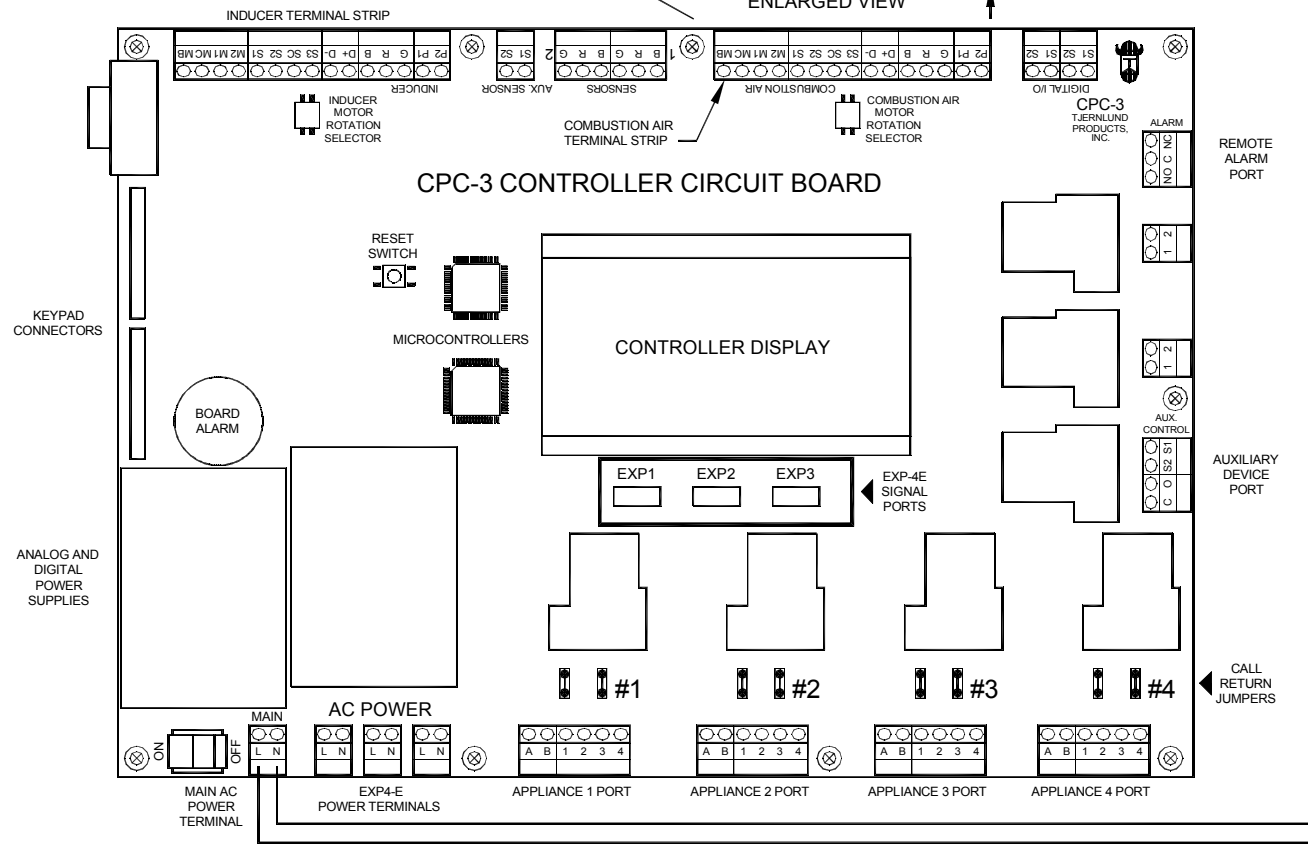 ENLARGED VIEW
INDUCER TERMINAL STRIP
MB MC M1 M2 S1 S2 SC S3 D- D+ B R G P1 P2
INDUCER
S2 S1
AUX. SENSOR
2
G R B G R B
1
SENSORS
MB MC M1 M2 S1 S2 SC S3 D- D+ B R G P1 P2
COMBUSTION AIR
S2 S1 S2 S1
DIGITAL I/O
INDUCER
MOTOR
ROTATION
SELECTOR
COMBUSTION AIR
TERMINAL STRIP
COMBUSTION AIR
MOTOR
ROTATION
SELECTOR
CPC-3
TJERNLUND
PRODUCTS,
INC.
ALARM
NO C NC
REMOTE
ALARM
PORT
CPC-3 CONTROLLER CIRCUIT BOARD
1 2
RESET
SWITCH
KEYPAD
CONNECTORS
MICROCONTROLLERS
CONTROLLER DISPLAY
1 2
BOARD
ALARM
AUX.
CONTROL
C O S2 S1
AUXILIARY
DEVICE
PORT
EXP1 EXP2 EXP3
EXP-4E
SIGNAL
PORTS
ANALOG AND
DIGITAL
POWER
SUPPLIES
#1 #2 #3 #4
CALL
RETURN
JUMPERS
MAIN
AC POWER
ON OFF
L N L N L N L N
A B 1 2 3 4 A B 1 2 3 4 A B 1 2 3 4 A B 1 2 3 4
MAIN AC
POWER
TERMINAL
EXP4-E
POWER TERMINALS
APPLIANCE 1 PORT APPLIANCE 2 PORT APPLIANCE 3 PORT APPLIANCE 4 PORT